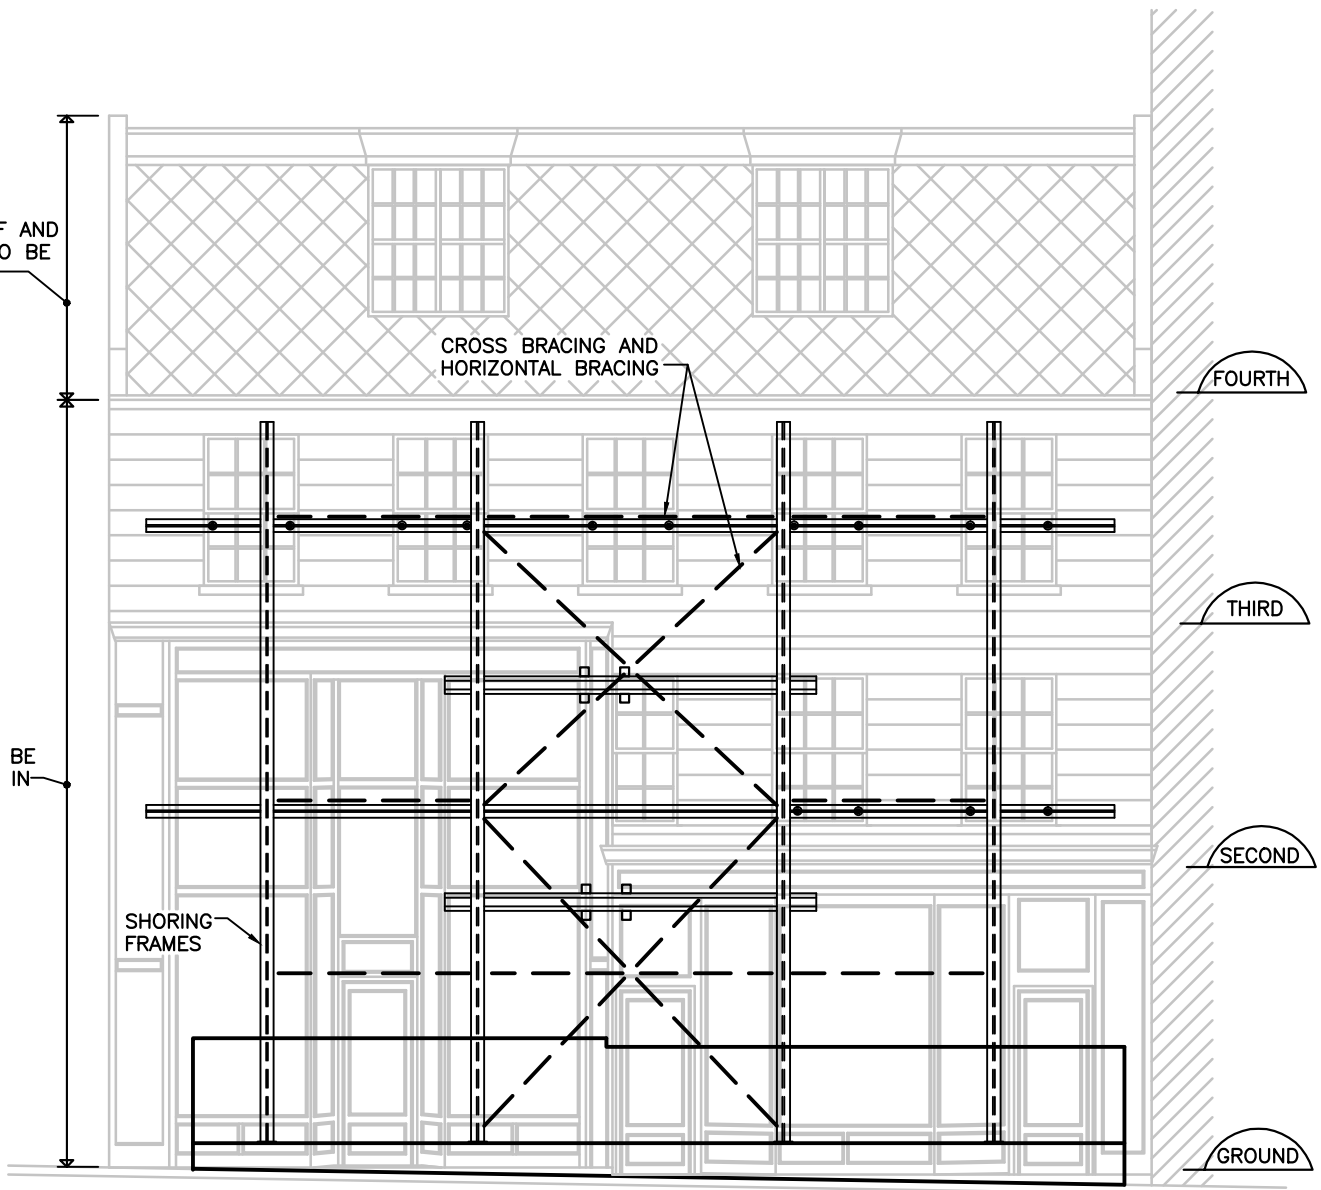 F AND
O BE
CROSS BRACING AND
HORIZONTAL BRACING
FOURTH
THIRD
BE
IN
SECOND
SHORING
FRAMES
GROUND